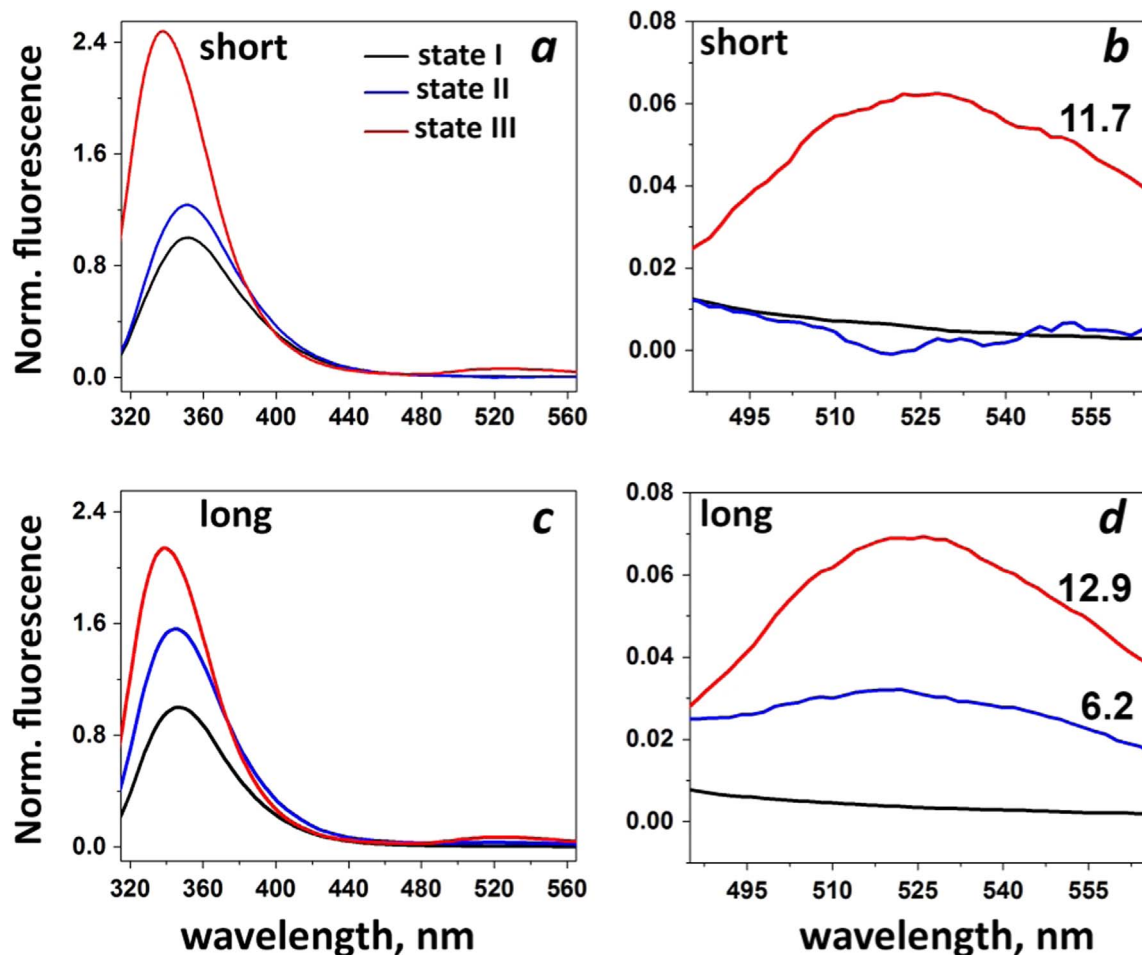 short
a
state I
state II
state III
Norm. fluorescence
2.4
1.6
0.8
0.0
320 360 400 440 480 520 560
short
b
0.08
0.06
0.04
0.02
0.00
11.7
495 510 525 540 555
long
c
Norm. fluorescence
2.4
1.6
0.8
0.0
320 360 400 440 480 520 560
wavelength, nm
long
d
0.08
0.06
0.04
0.02
0.00
12.9
6.2
495 510 525 540 555
wavelength, nm